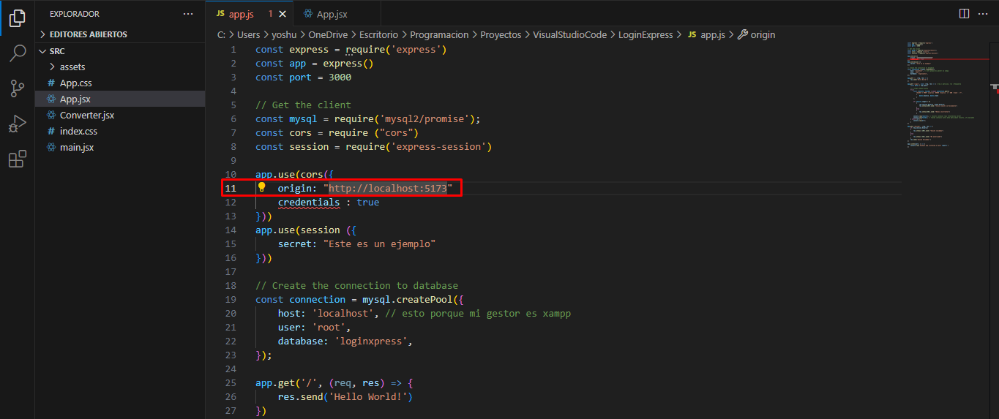 EXPLORADOR ···
JS app.js 1 ×
App.jsx
EDITORES ABIERTOS
C: > Users > yoshu > OneDrive > Escritorio > Programacion > Proyectos > VisualStudioCode > LoginExpress > JS app.js > origin
SRC
assets
# App.css
App.jsx
Converter.jsx
# index.css
main.jsx
1 const express = require('express')
2 const app = express()
3 const port = 3000
4
5 // Get the client
6 const mysql = require('mysql2/promise');
7 const cors = require ("cors")
8 const session = require('express-session')
9
10 app.use(cors({
11 origin: "http://localhost:5173"
12 credentials : true
13 }))
14 app.use(session ({
15 secret: "Este es un ejemplo"
16 }))
17
18 // Create the connection to database
19 const connection = mysql.createPool({
20 host: 'localhost', // esto porque mi gestor es xampp
21 user: 'root',
22 database: 'loginxpress',
23 });
24
25 app.get('/', (req, res) => {
26 res.send('Hello World!')
27 })